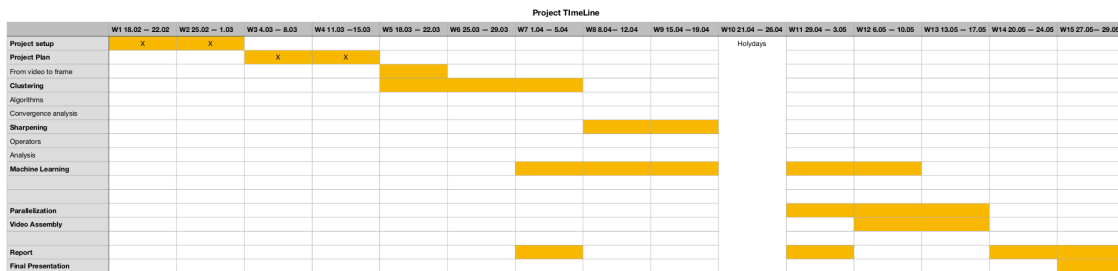 Project TImeLine
W1 18.02 — 22.02 W2 25.02 — 1.03 W3 4.03 — 8.03 W4 11.03 —15.03 W5 18.03 — 22.03 W6 25.03 — 29.03 W7 1.04 — 5.04 W8 8.04— 12.04 W9 15.04 —19.04 W10 21.04 — 26.04 W11 29.04 — 3.05 W12 6.05 — 10.05 W13 13.05 — 17.05 W14 20.05 — 24.05 W15 27.05— 29.05
Project setup X X Holydays
Project Plan X X
From video to frame
Clustering
Algorithms
Convergence analysis
Sharpening
Operators
Analysis
Machine Learning
Parallelization
Video Assembly
Report
Final Presentation